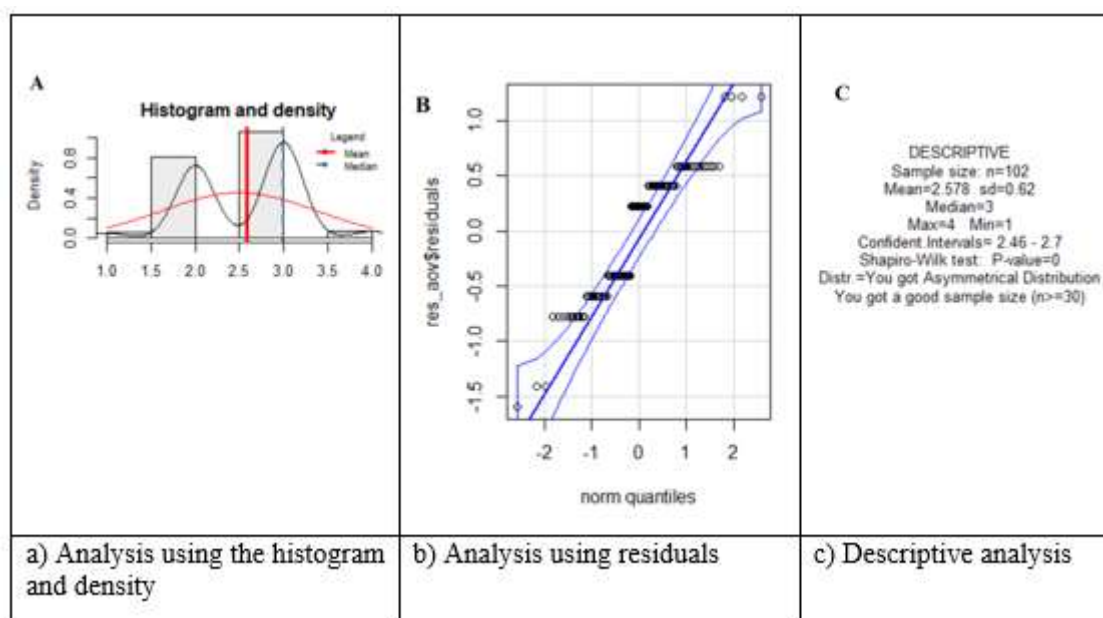 A
Histogram and density
Legend
Mean
Median
Density
0.0 0.4 0.8
1.0 1.5 2.0 2.5 3.0 3.5 4.0
B
res_aov$residuals
1.0
0.5
0.0
-0.5
-1.0
-1.5
-2 -1 0 1 2
norm quantiles
C
DESCRIPTIVE
Sample size: n=102
Mean=2.578 sd=0.62
Median=3
Max=4 Min=1
Confident Intervals= 2.46 - 2.7
Shapiro-Wilk test: P-value=0
Distr.=You got Asymmetrical Distribution
You got a good sample size (n>=30)
a) Analysis using the histogram
and density
b) Analysis using residuals
c) Descriptive analysis